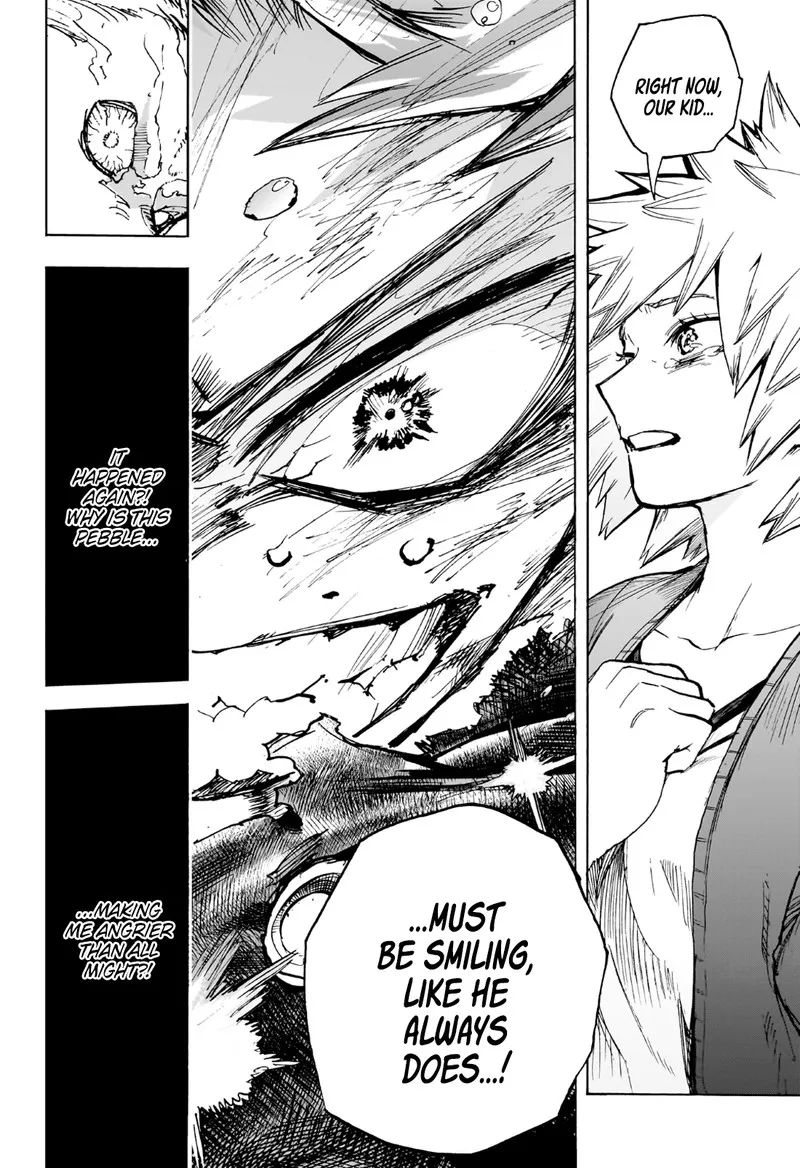 RIGHT NOW,
OUR KID...
...MUST
BE SMILING,
LIKE HE
ALWAYS
DOES...!
IT
HAPPENED
AGAIN?!
WHY IS THIS
PEBBLE...
...MAKING
ME ANGRIER
THAN ALL
MIGHT?!